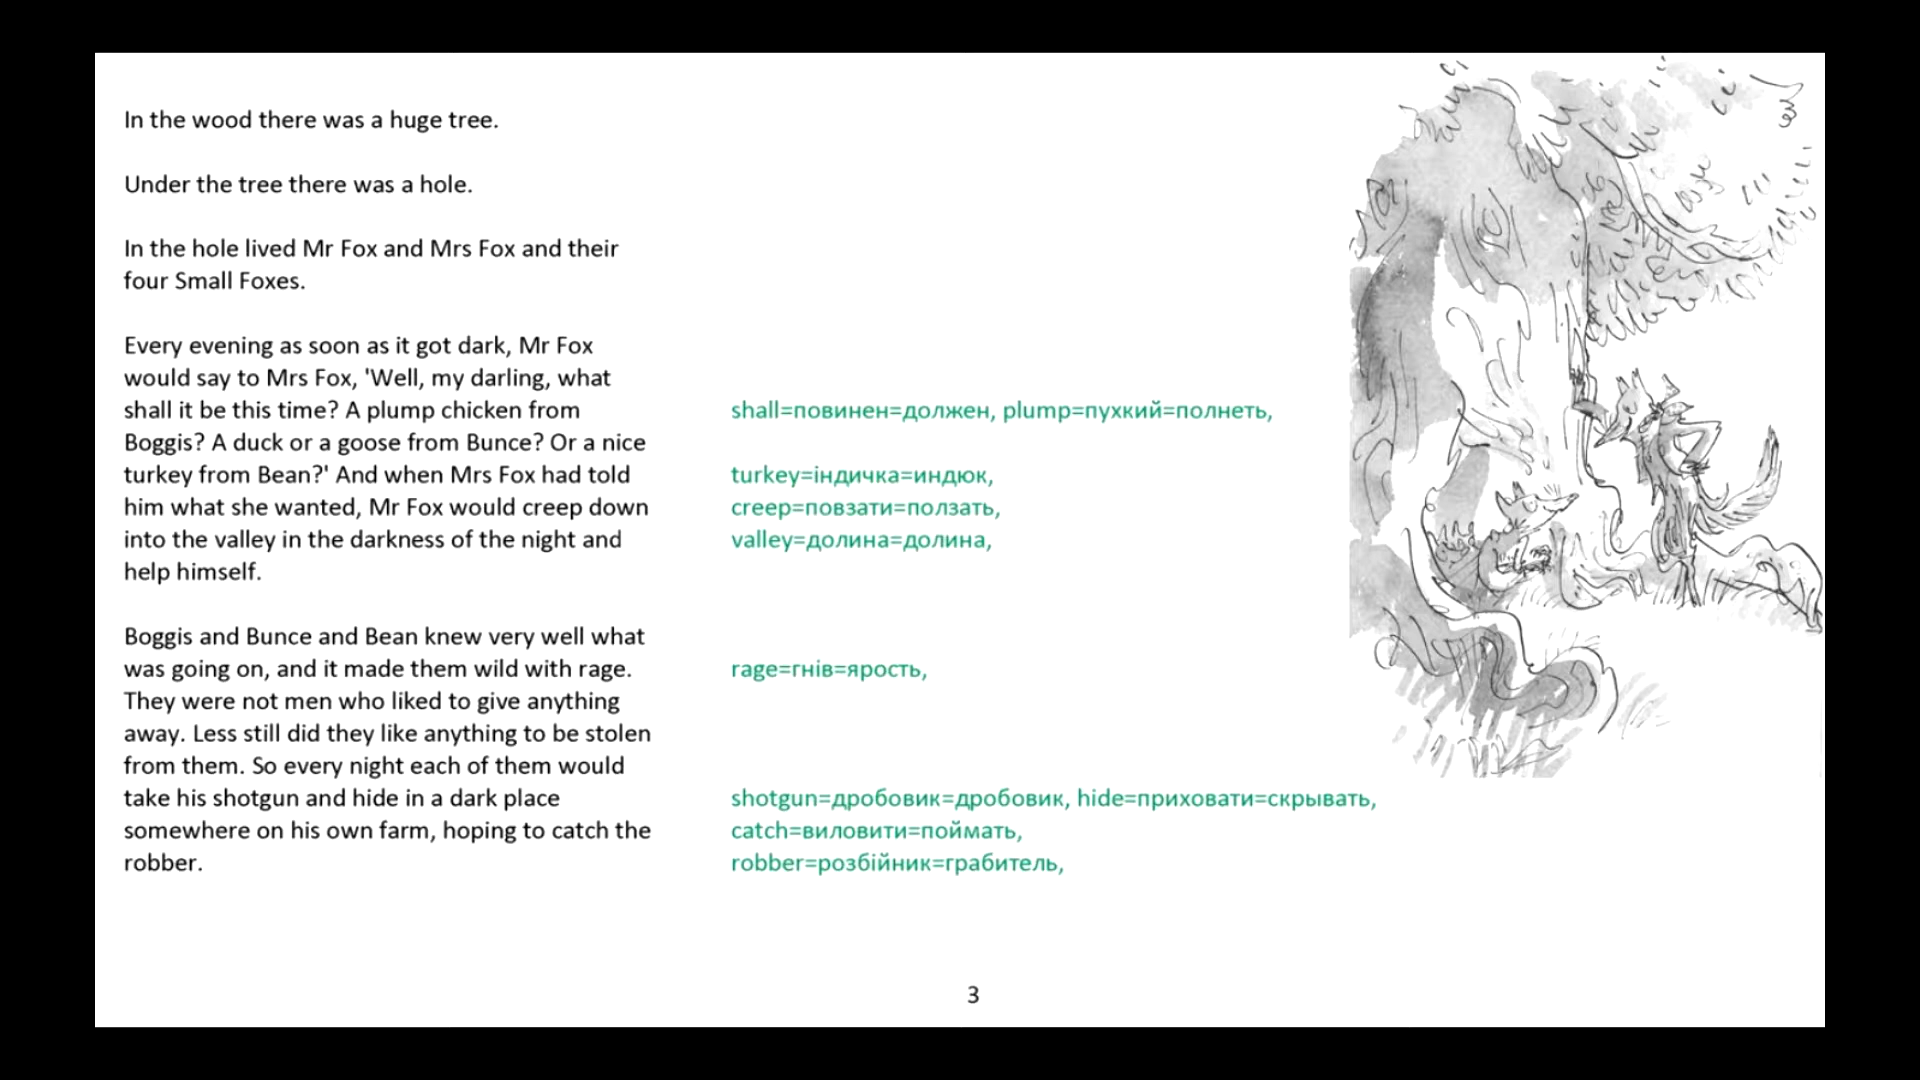 In the wood there was a huge tree.
Under the tree there was a hole.
In the hole lived Mr Fox and Mrs Fox and their
four Small Foxes.
Every evening as soon as it got dark, Mr Fox
would say to Mrs Fox, 'Well, my darling, what
shall it be this time? A plump chicken from
Boggis? A duck or a goose from Bunce? Or a nice
turkey from Bean?' And when Mrs Fox had told
him what she wanted, Mr Fox would creep down
into the valley in the darkness of the night and
help himself.
Boggis and Bunce and Bean knew very well what
was going on, and it made them wild with rage.
They were not men who liked to give anything
away. Less still did they like anything to be stolen
from them. So every night each of them would
take his shotgun and hide in a dark place
somewhere on his own farm, hoping to catch the
robber.
shall=повинен=должен, plump=пухкий=полнеть,
turkey=індичка=индюк,
creep=повзати=ползать,
valley=долина=долина,
rage=гнів=ярость,
shotgun=дробовик=дробовик, hide=приховати=скрывать,
catch=виловити=поймать,
robber=розбійник=грабитель,
3